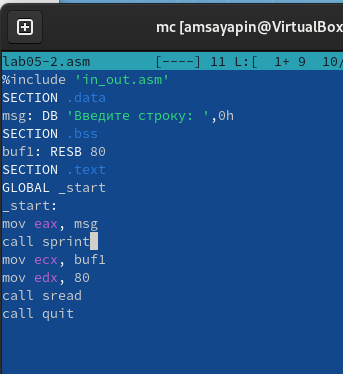 mc [amsayapin@VirtualBox
lab05-2.asm [----] 11 L:[ 1+ 9 10/
%include 'in_out.asm'
SECTION .data
msg: DB 'Введите строку: ',0h
SECTION .bss
buf1: RESB 80
SECTION .text
GLOBAL _start
_start:
mov eax, msg
call sprint
mov ecx, buf1
mov edx, 80
call sread
call quit